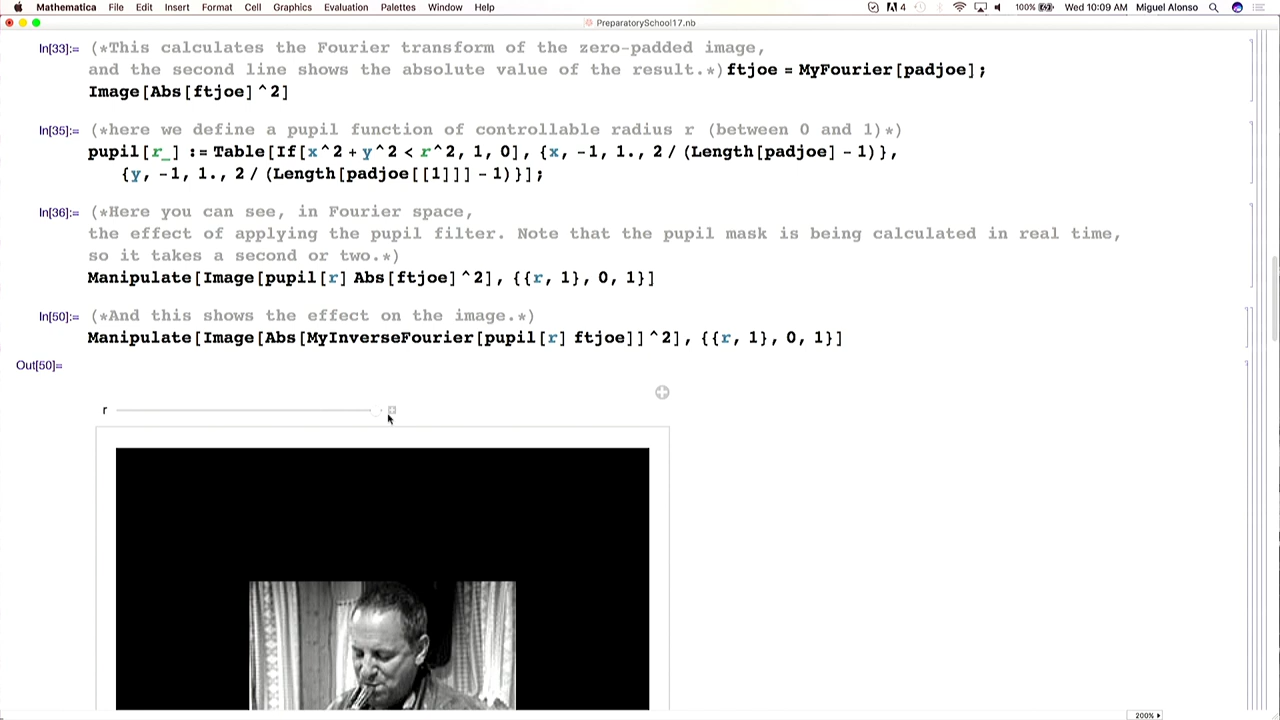 Mathematica File Edit Insert Format Cell Graphics Evaluation Palettes Window Help 4 100% Wed 10:09 AM Miguel Alonso
PreparatorySchool17.nb
In[33]:= (*This calculates the Fourier transform of the zero-padded image,
and the second line shows the absolute value of the result.*)ftjoe = MyFourier[padjoe];
Image[Abs[ftjoe]^2]
In[35]:= (*here we define a pupil function of controllable radius r (between 0 and 1)*)
pupil[r_] := Table[If[x^2 + y^2 < r^2, 1, 0], {x, -1, 1., 2 / (Length[padjoe] - 1)},
{y, -1, 1., 2 / (Length[padjoe[[1]]] - 1)}];
In[36]:= (*Here you can see, in Fourier space,
the effect of applying the pupil filter. Note that the pupil mask is being calculated in real time,
so it takes a second or two.*)
Manipulate[Image[pupil[r] Abs[ftjoe]^2], {{r, 1}, 0, 1}]
In[50]:= (*And this shows the effect on the image.*)
Manipulate[Image[Abs[MyInverseFourier[pupil[r] ftjoe]]^2], {{r, 1}, 0, 1}]
Out[50]=
r
200%